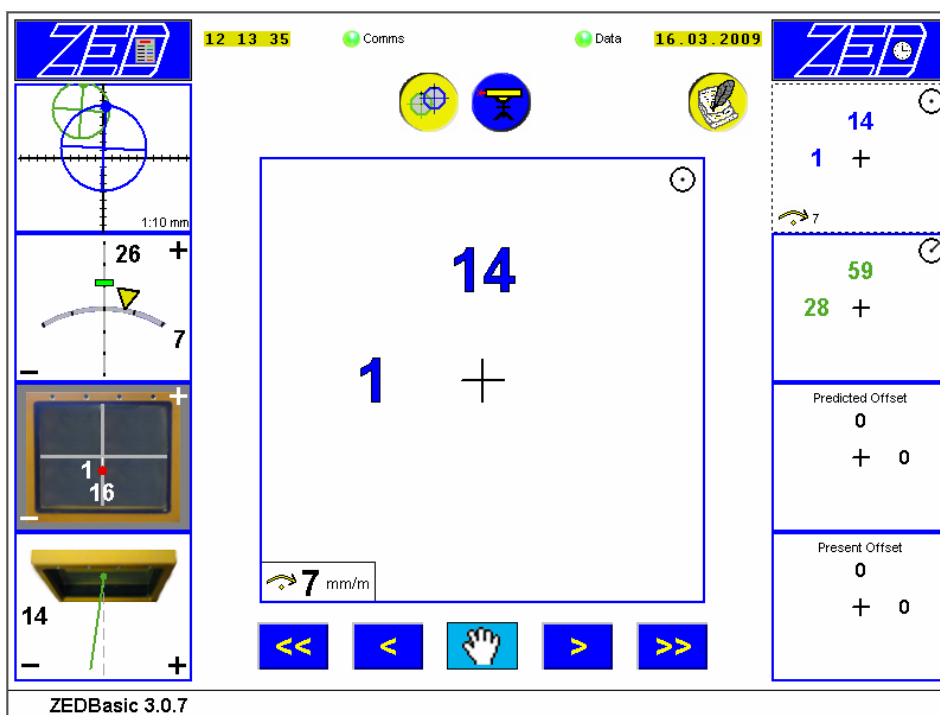 ZED
12 13 35
Comms
Data
16.03.2009
ZED
1:10 mm
26 +
7
−
+
1
16
−
14
− +
14
1
7 mm/m
<< < > >>
14
1
7
59
28
Predicted Offset
0
0
Present Offset
0
0
ZEDBasic 3.0.7